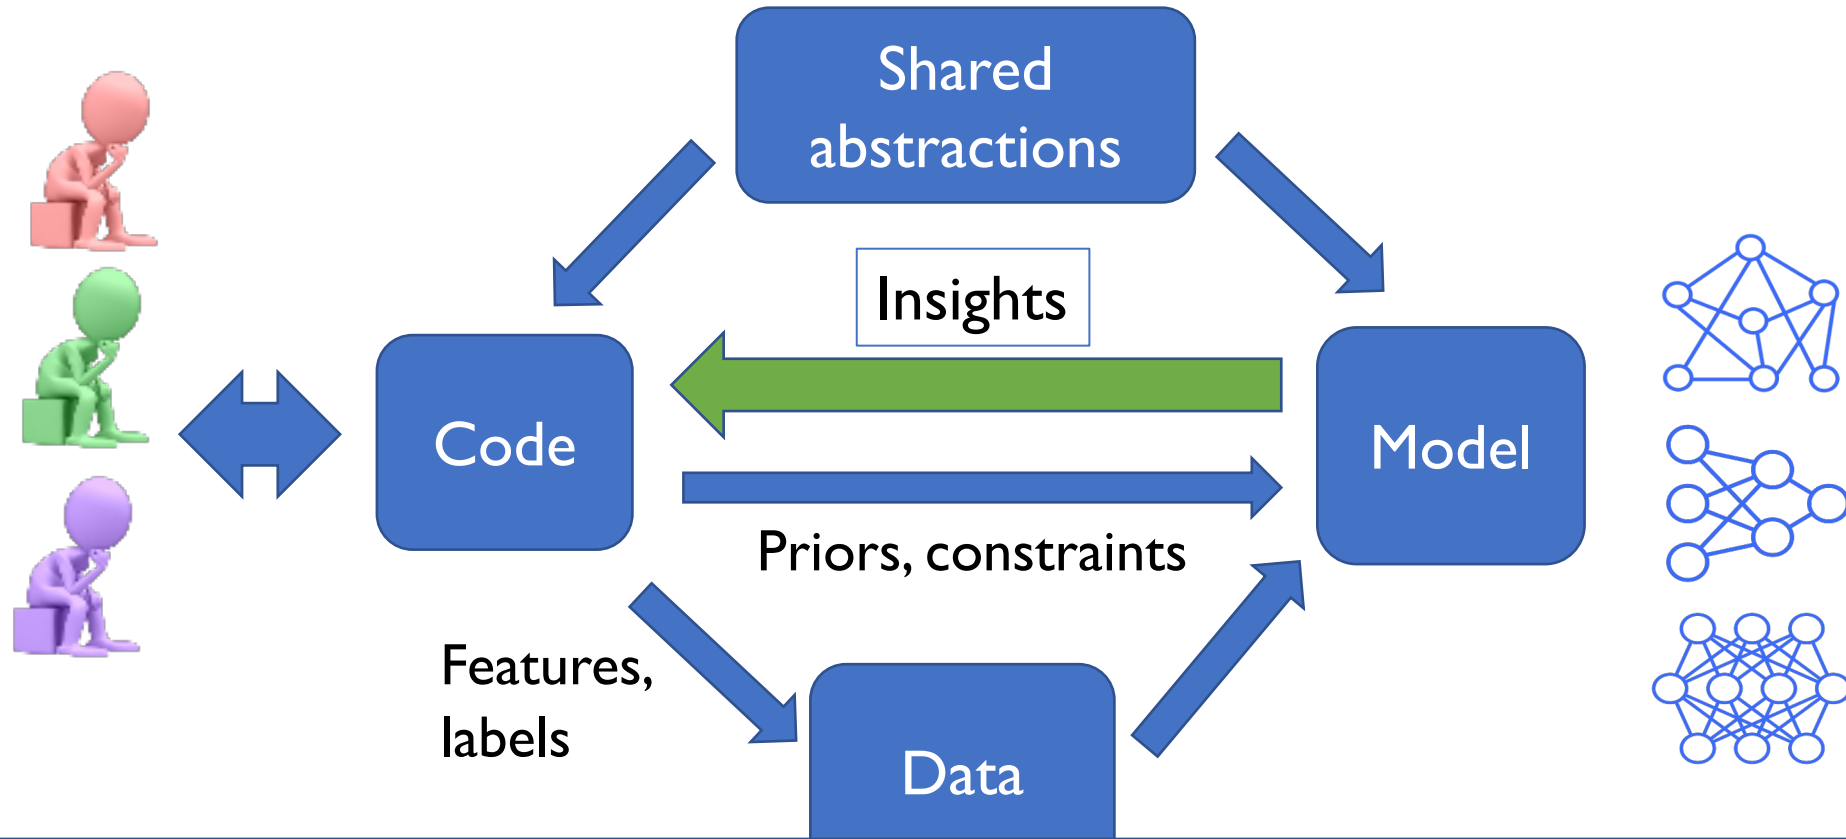 Shared
abstractions
Insights
Code
Model
Priors, constraints
Features,
labels
Data